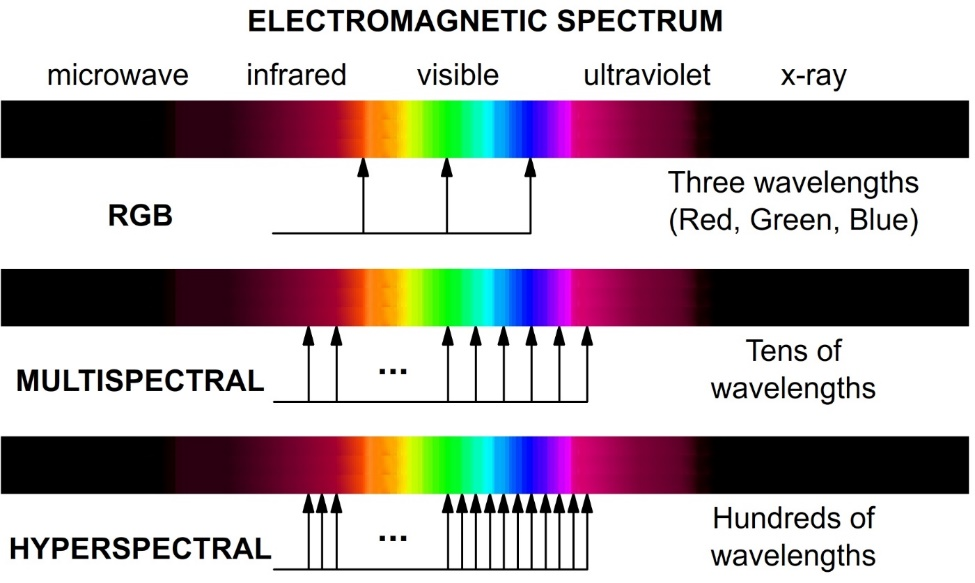 ELECTROMAGNETIC SPECTRUM
microwave infrared visible ultraviolet x-ray
Three wavelengths
RGB
(Red, Green, Blue)
Tens of
MULTISPECTRAL
...
wavelengths
Hundreds of
HYPERSPECTRAL
...
wavelengths